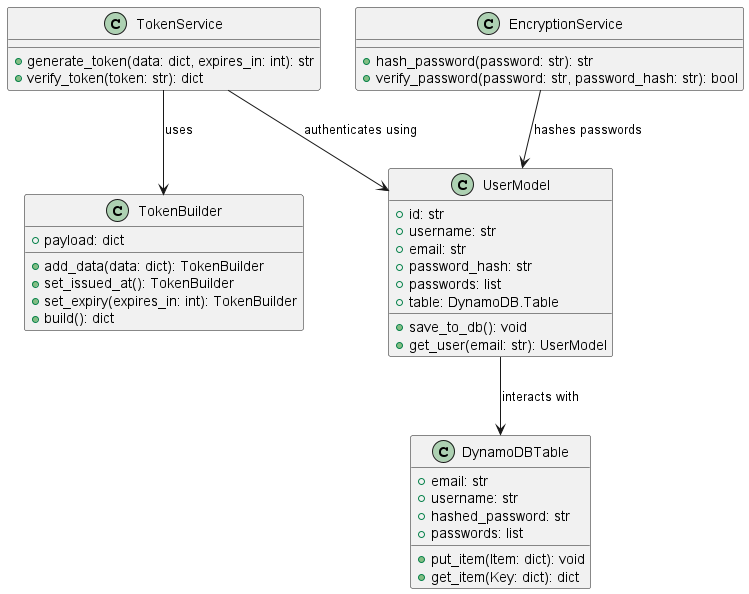 C TokenService
+generate_token(data: dict, expires_in: int): str
+verify_token(token: str): dict
C EncryptionService
hash_password(password: str): str
verify_password(password: str, password_hash: str): bool
uses
authenticates using
hashes passwords
C TokenBuilder
payload: dict
add_data(data: dict): TokenBuilder
set_issued_at(): TokenBuilder
set_expiry(expires_in: int): TokenBuilder
build(): dict
C UserModel
id: str
username: str
email: str
password_hash: str
passwords: list
table: DynamoDB.Table
save_to_db(): void
get_user(email: str): UserModel
interacts with
C DynamoDBTable
email: str
username: str
hashed_password: str
passwords: list
put_item(Item: dict): void
get_item(Key: dict): dict